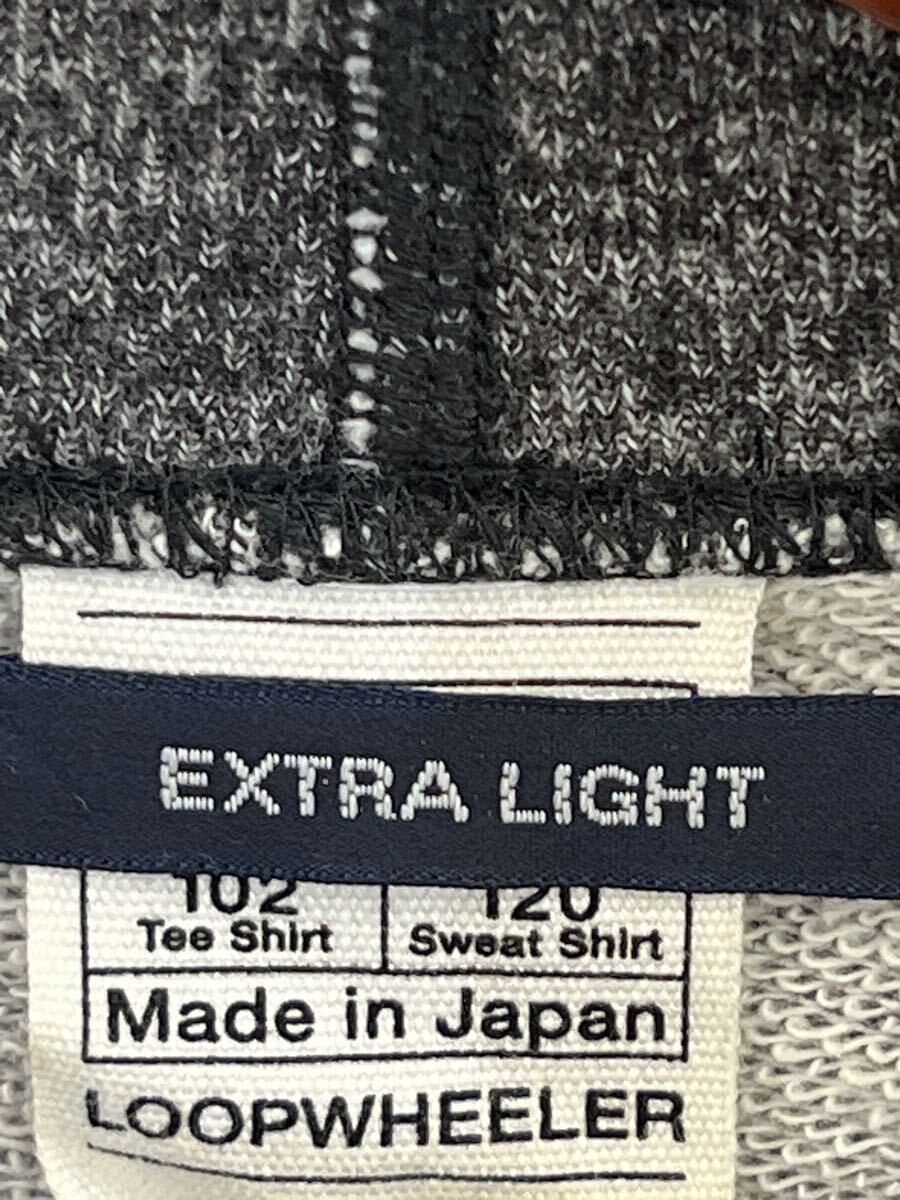 EXTRA LIGHT
102 120
Tee Shirt Sweat Shirt
Made in Japan
LOOPWHEELER